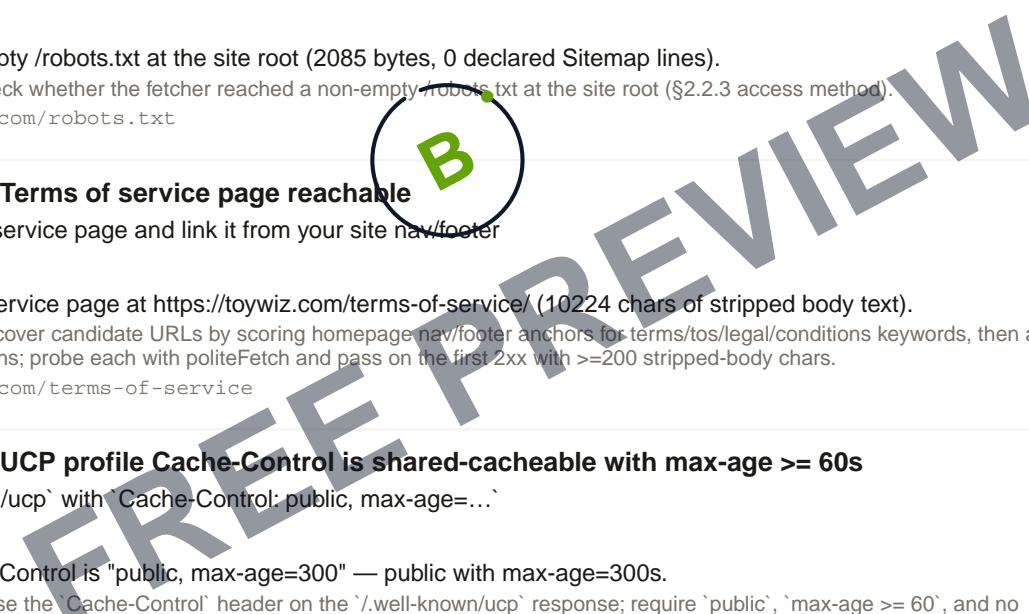 pty /robots.txt at the site root (2085 bytes, 0 declared Sitemap lines).
eck whether the fetcher reached a non-empty /robots.txt at the site root (§2.2.3 access method).
com/robots.txt
B
Terms of service page reachable
service page and link it from your site nav/footer
ervice page at https://toywiz.com/terms-of-service/ (10224 chars of stripped body text).
cover candidate URLs by scoring homepage nav/footer anchors for terms/tos/legal/conditions keywords, then a
ns; probe each with politeFetch and pass on the first 2xx with >=200 stripped-body chars.
com/terms-of-service
UCP profile Cache-Control is shared-cacheable with max-age >= 60s
/ucp` with `Cache-Control: public, max-age=…`
Control is "public, max-age=300" — public with max-age=300s.
se the `Cache-Control` header on the `/.well-known/ucp` response; require `public`, `max-age >= 60`, and no
FREE PREVIEW